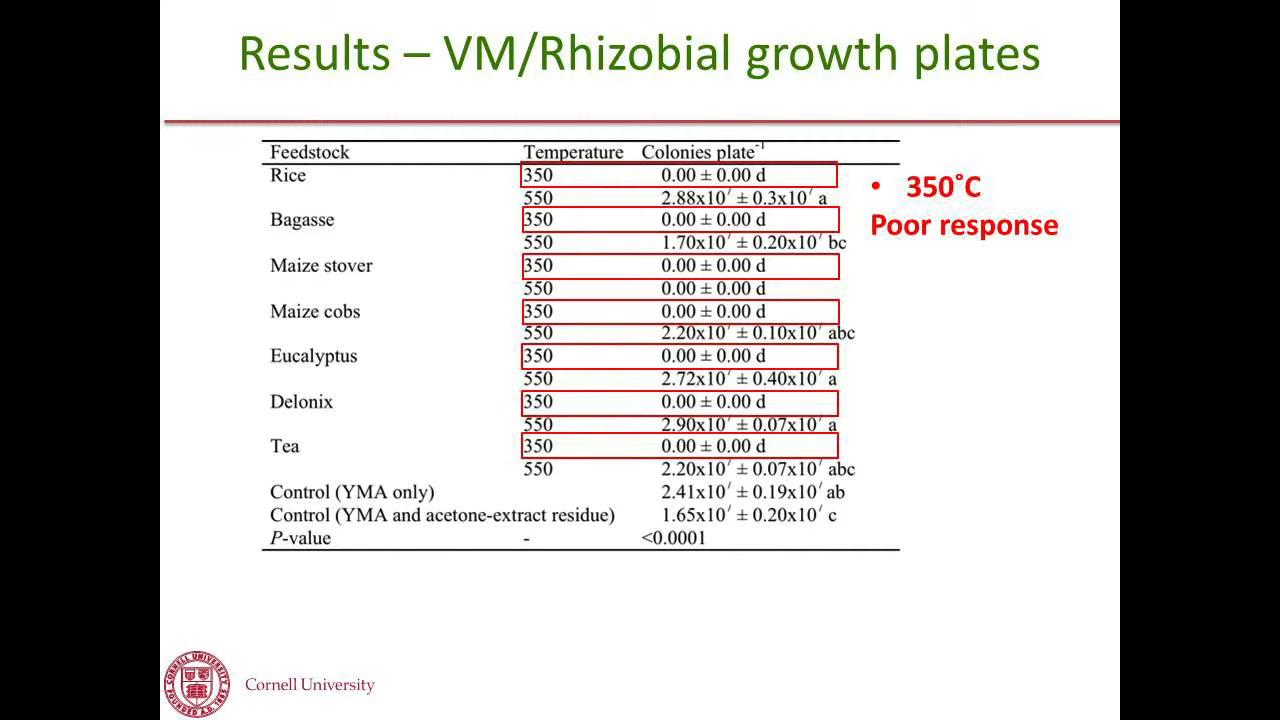 Results – VM/Rhizobial growth plates
Feedstock Temperature Colonies plate⁻¹
Rice 350 0.00 ± 0.00 d
550 2.88x10⁷ ± 0.3x10⁷ a
Bagasse 350 0.00 ± 0.00 d
550 1.70x10⁷ ± 0.20x10⁷ bc
Maize stover 350 0.00 ± 0.00 d
550 0.00 ± 0.00 d
Maize cobs 350 0.00 ± 0.00 d
550 2.20x10⁷ ± 0.10x10⁷ abc
Eucalyptus 350 0.00 ± 0.00 d
550 2.72x10⁷ ± 0.40x10⁷ a
Delonix 350 0.00 ± 0.00 d
550 2.90x10⁷ ± 0.07x10⁷ a
Tea 350 0.00 ± 0.00 d
550 2.20x10⁷ ± 0.07x10⁷ abc
Control (YMA only) 2.41x10⁷ ± 0.19x10⁷ ab
Control (YMA and acetone-extract residue) 1.65x10⁷ ± 0.20x10⁷ c
P-value - <0.0001
• 350˚C
Poor response
CORNELL UNIVERSITY
FOUNDED A.D. 1865
Cornell University